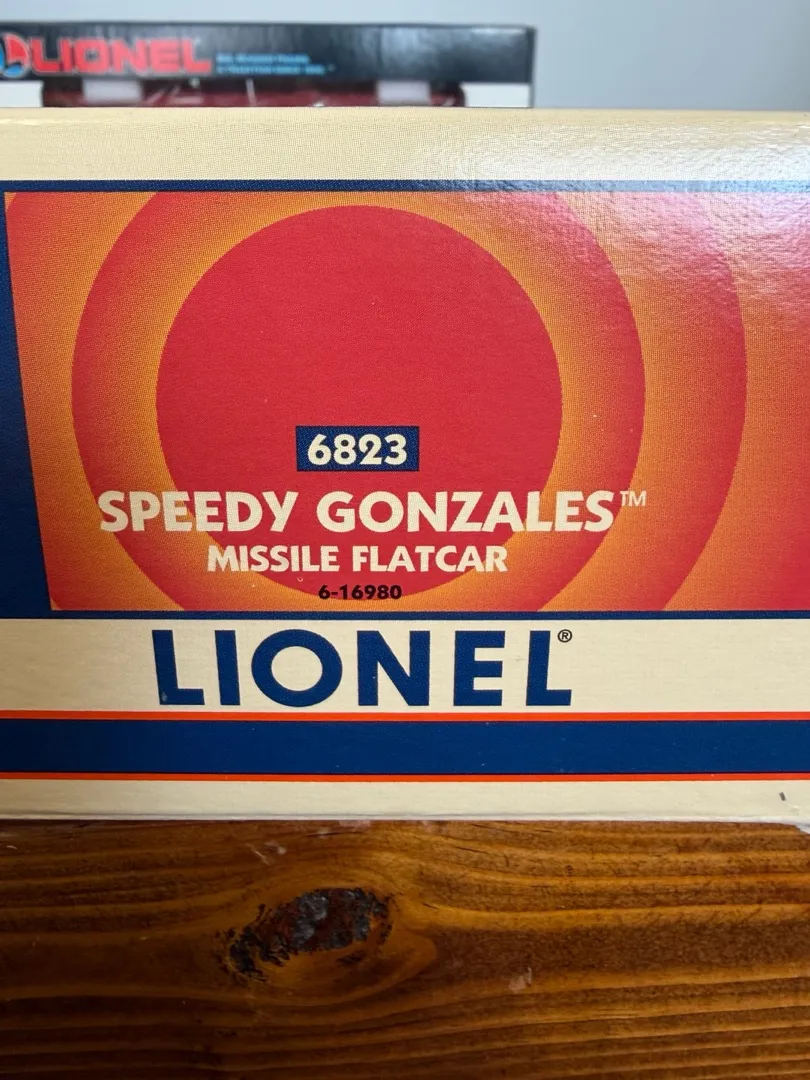 LIONEL
6823
SPEEDY GONZALES™
MISSILE FLATCAR
6-16980
LIONEL®